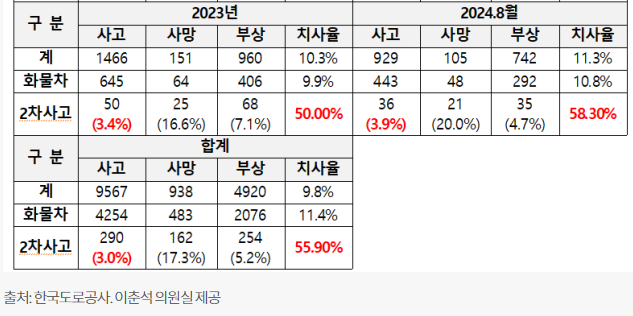 구 분 2023년 2024.8월
사고 사망 부상 치사율 사고 사망 부상 치사율
계 1466 151 960 10.3% 929 105 742 11.3%
화물차 645 64 406 9.9% 443 48 292 10.8%
2차사고 50 25 68 50.00% 36 21 35 58.30%
(3.4%) (16.6%) (7.1%) (3.9%) (20.0%) (4.7%)
구 분 합계
사고 사망 부상 치사율
계 9567 938 4920 9.8%
화물차 4254 483 2076 11.4%
2차사고 290 162 254 55.90%
(3.0%) (17.3%) (5.2%)
출처: 한국도로공사. 이춘석 의원실 제공